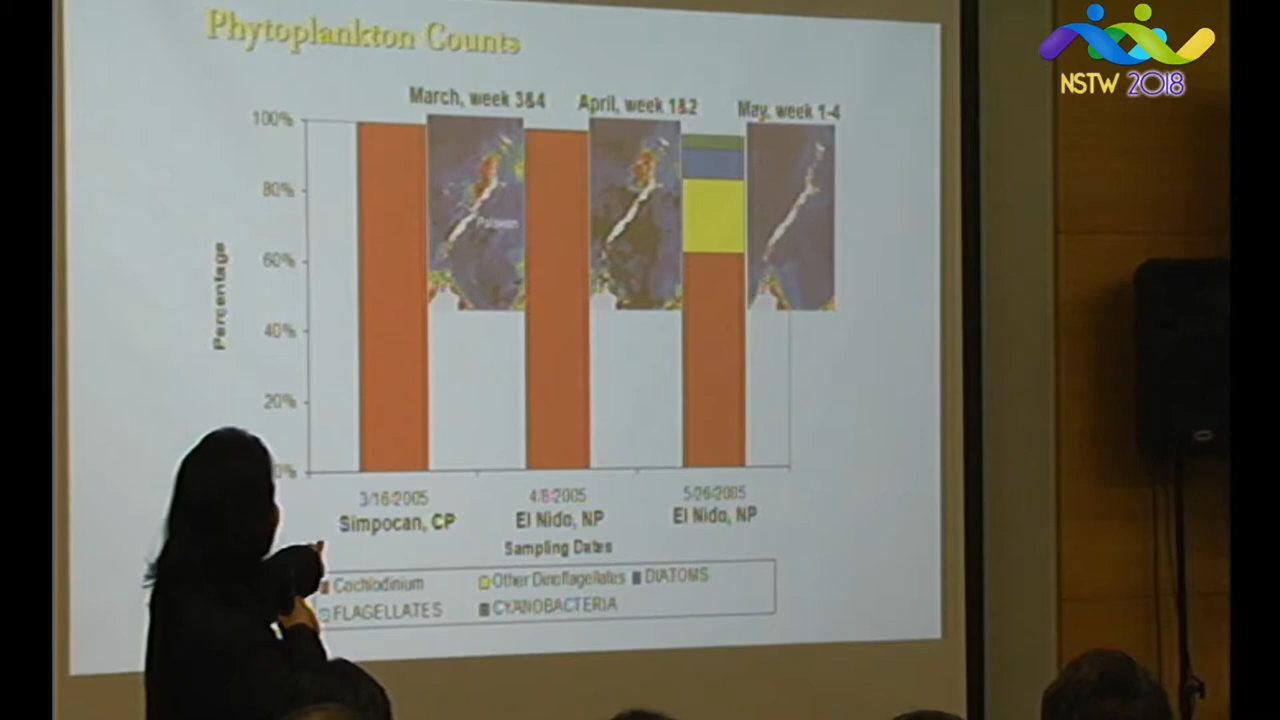 Phytoplankton Counts
NSTW 2018
March, week 3&4
April, week 1&2
May, week 1-4
100%
80%
60%
40%
20%
0%
Percentage
Palawan
3/16/2005
Simpocan, CP
4/8/2005
El Nido, NP
5/26/2005
El Nido, NP
Sampling Dates
Cochlodinium
Other Dinoflagellates
DIATOMS
FLAGELLATES
CYANOBACTERIA